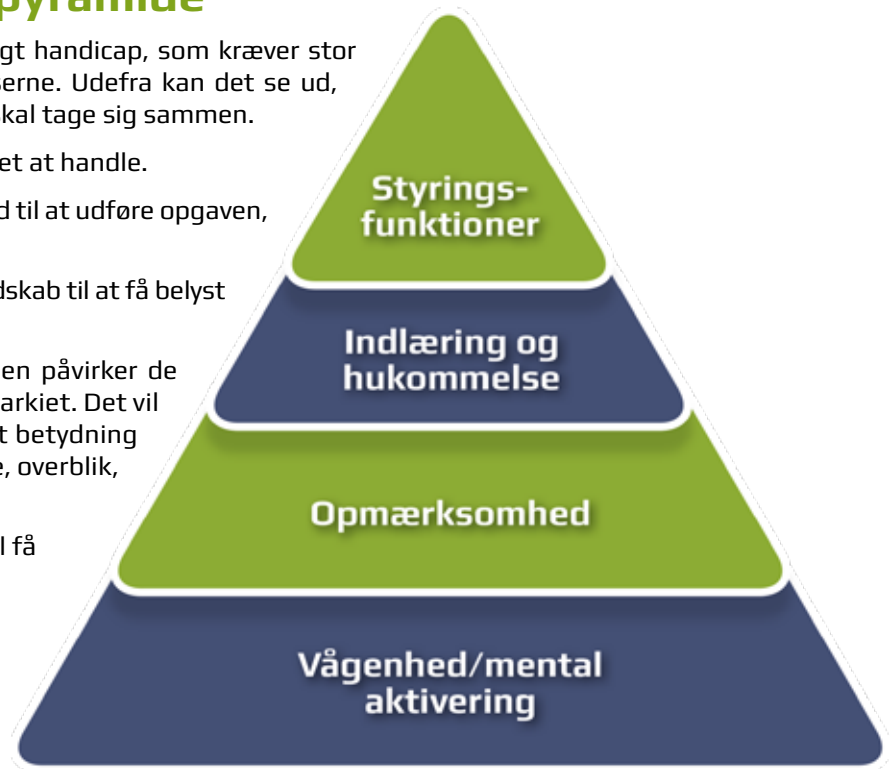 pyramide
gt handicap, som kræver stor
serne. Udefra kan det se ud,
skal tage sig sammen.
et at handle.
d til at udføre opgaven,
dskab til at få belyst
en påvirker de
arkiet. Det vil
t betydning
e, overblik,
l få
Styrings-
funktioner
Indlæring og
hukommelse
Opmærksomhed
Vågenhed/mental
aktivering